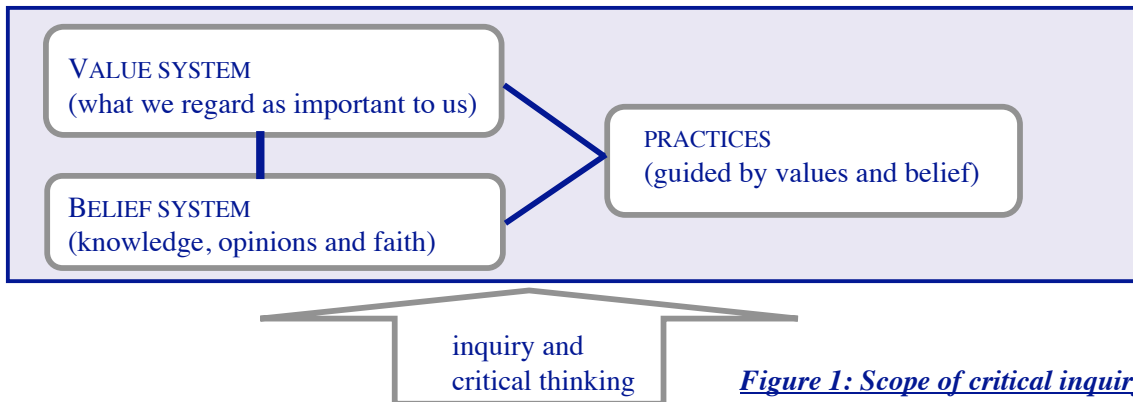 VALUE SYSTEM
(what we regard as important to us)
PRACTICES
(guided by values and belief)
BELIEF SYSTEM
(knowledge, opinions and faith)
inquiry and
critical thinking
Figure 1: Scope of critical inquiry